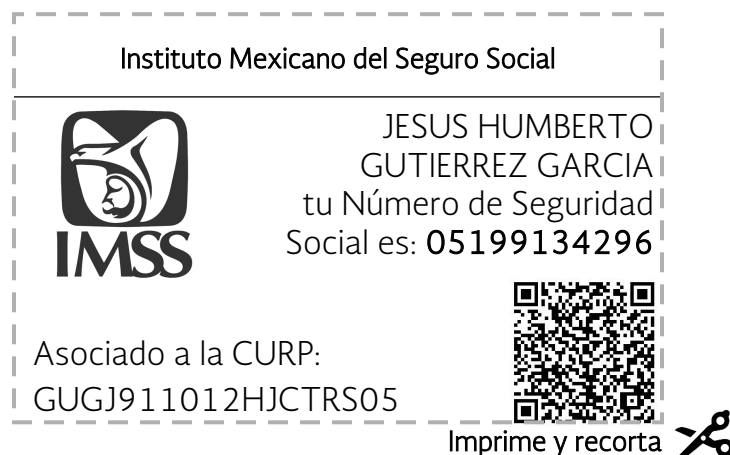 Instituto Mexicano del Seguro Social
JESUS HUMBERTO
GUTIERREZ GARCIA
tu Número de Seguridad
Social es: 05199134296
IMSS
Asociado a la CURP:
GUGJ911012HJCTRS05
Imprime y recorta